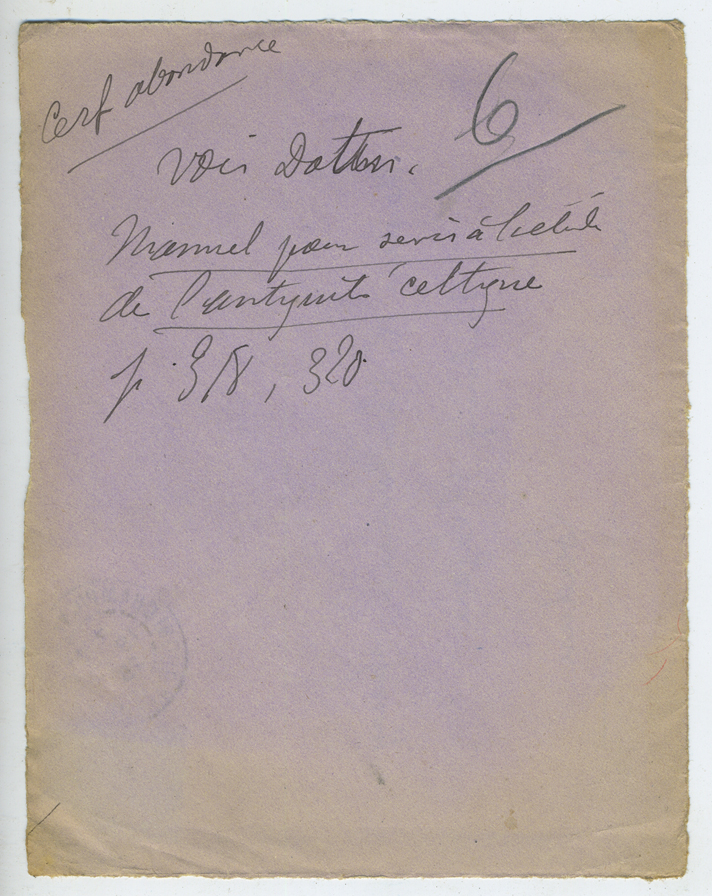 Cerf abondance
6
Voir Dottin.
Manuel pour servir à l'étude
de l'antiquité celtique
p. 318, 320.